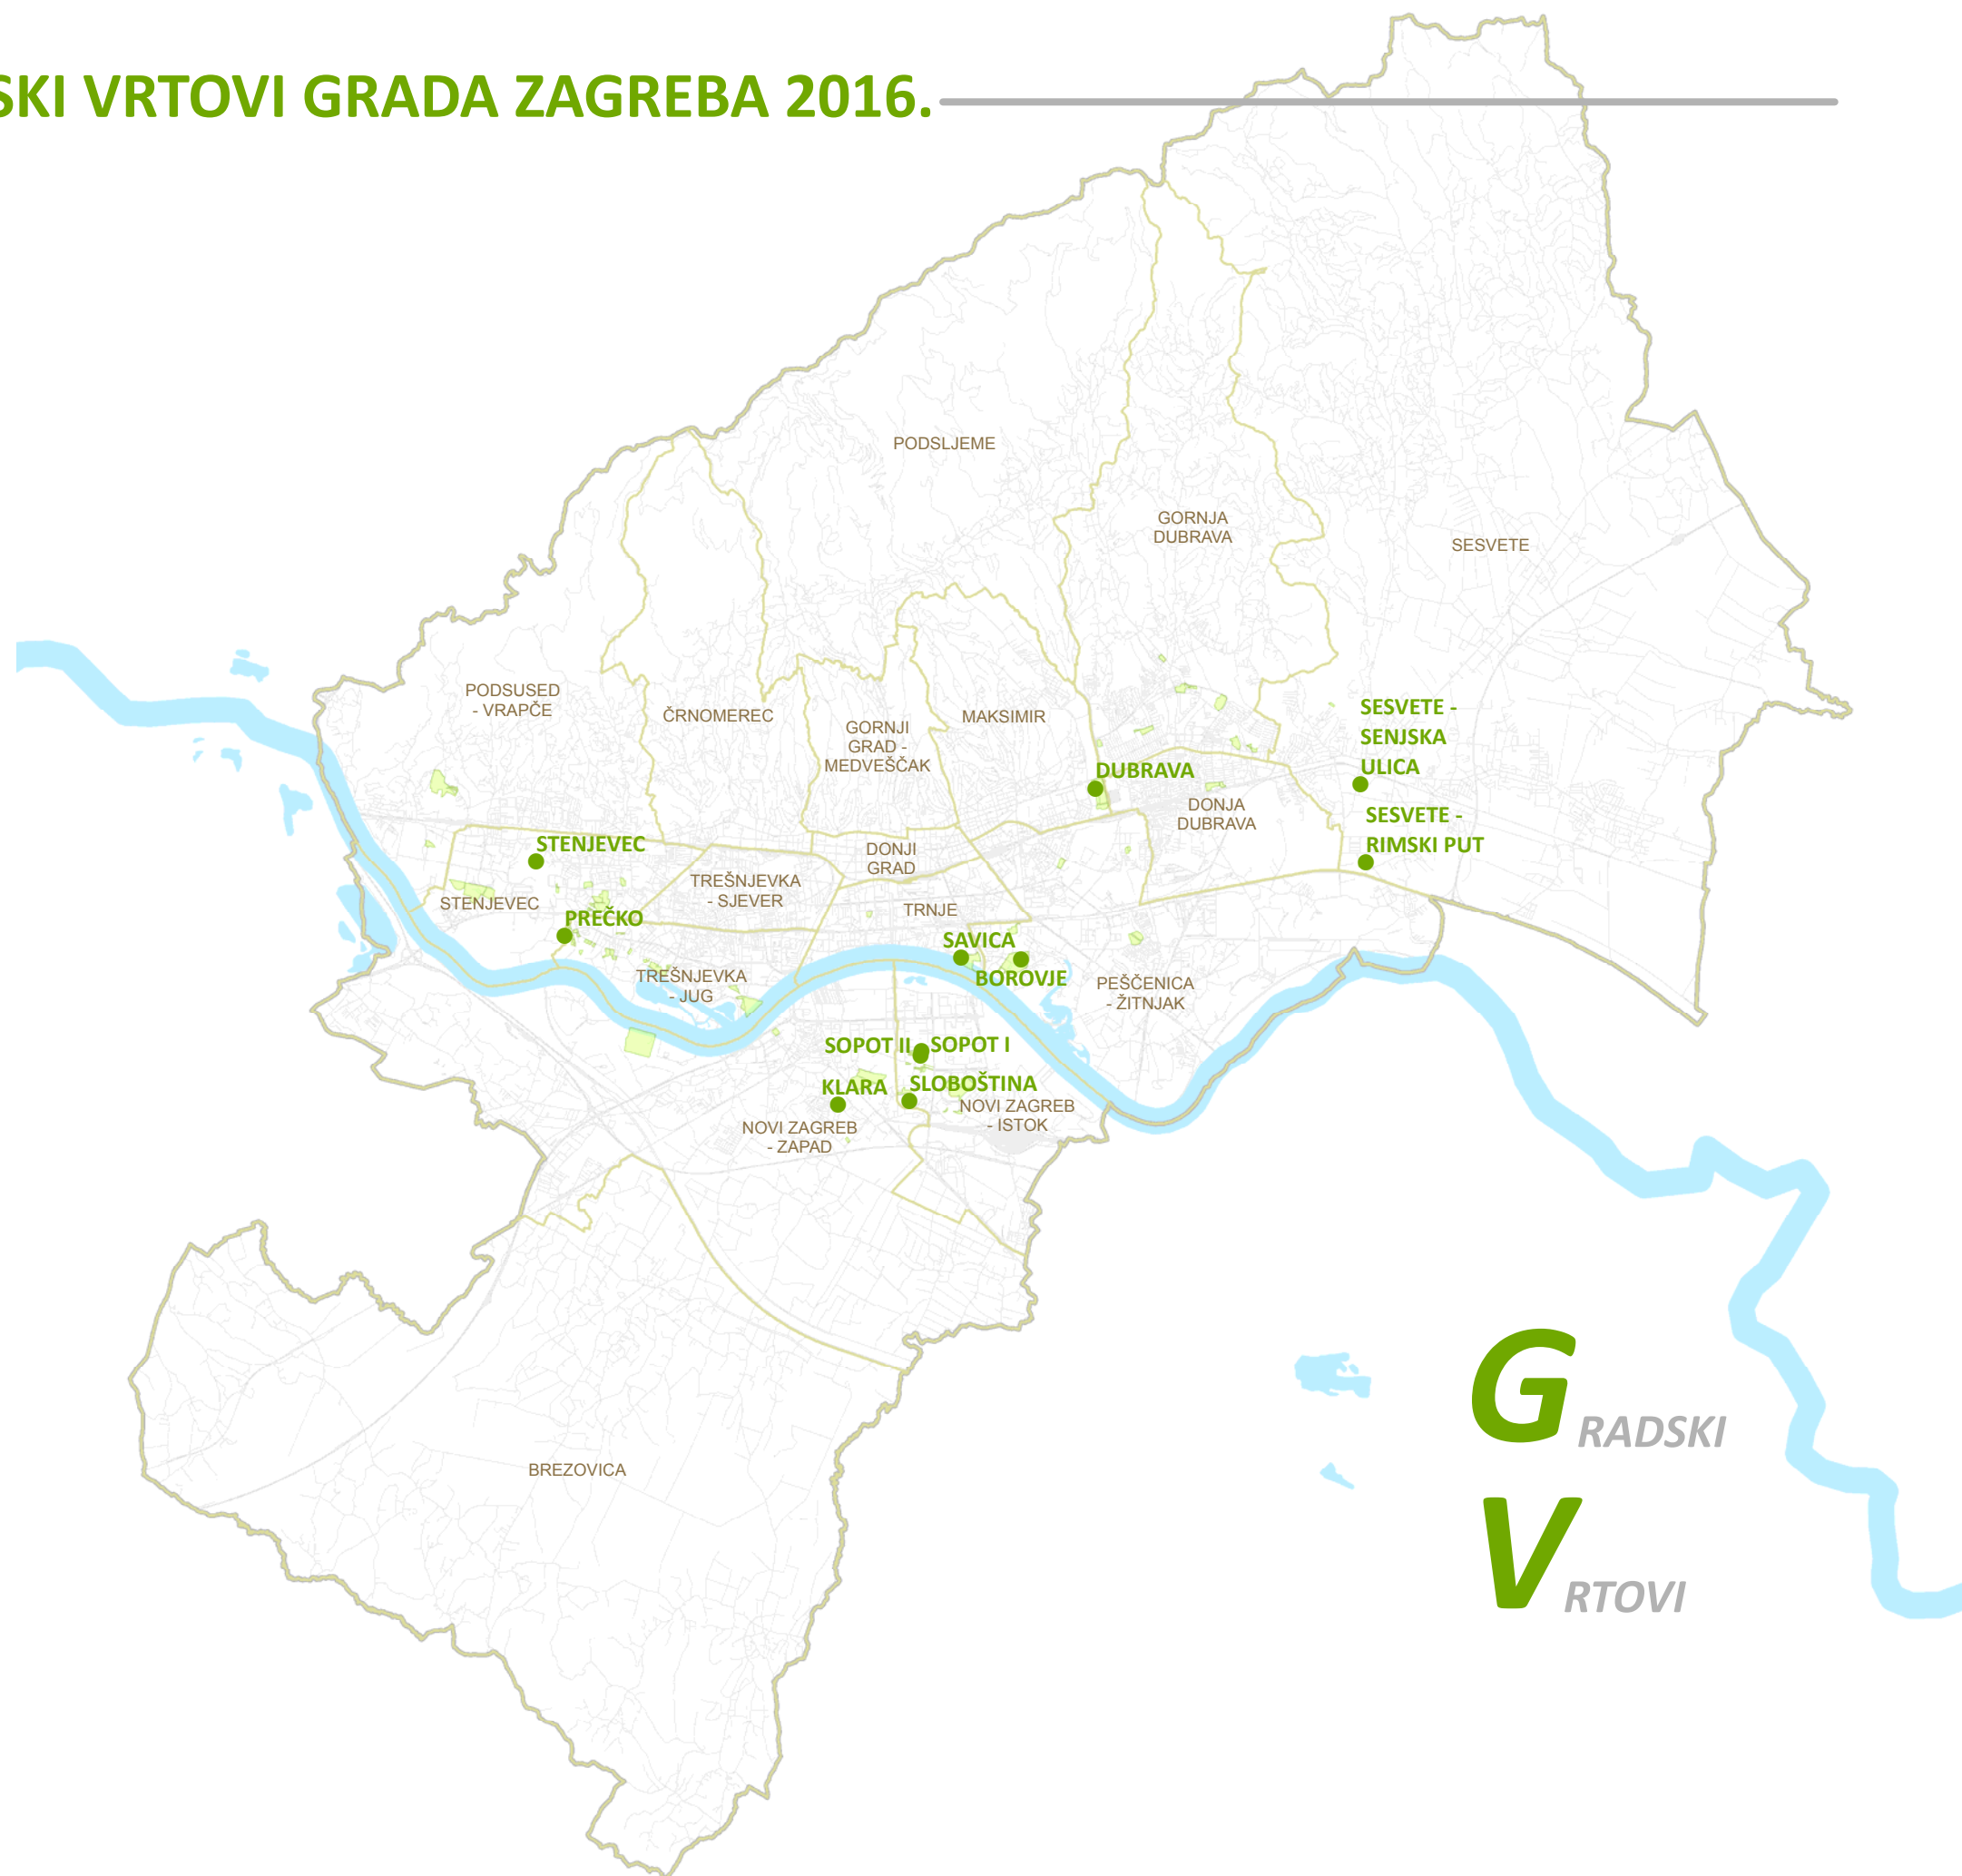 SKI VRTOVI GRADA ZAGREBA 2016.
PODSLJEME
GORNJA
DUBRAVA
SESVETE
PODSUSED
- VRAPČE
ČRNOMEREC
GORNJI
GRAD -
MEDVEŠČAK
MAKSIMIR
SESVETE -
SENJSKA
ULICA
DUBRAVA
DONJA
DUBRAVA
SESVETE -
RIMSKI PUT
STENJEVEC
DONJI
GRAD
TREŠNJEVKA
- SJEVER
STENJEVEC
TRNJE
PREČKO
SAVICA
BOROVJE
TREŠNJEVKA
- JUG
PEŠČENICA
- ŽITNJAK
SOPOT II
SOPOT I
KLARA
SLOBOŠTINA
NOVI ZAGREB
- ISTOK
NOVI ZAGREB
- ZAPAD
BREZOVICA
GRADSKI
VRTOVI